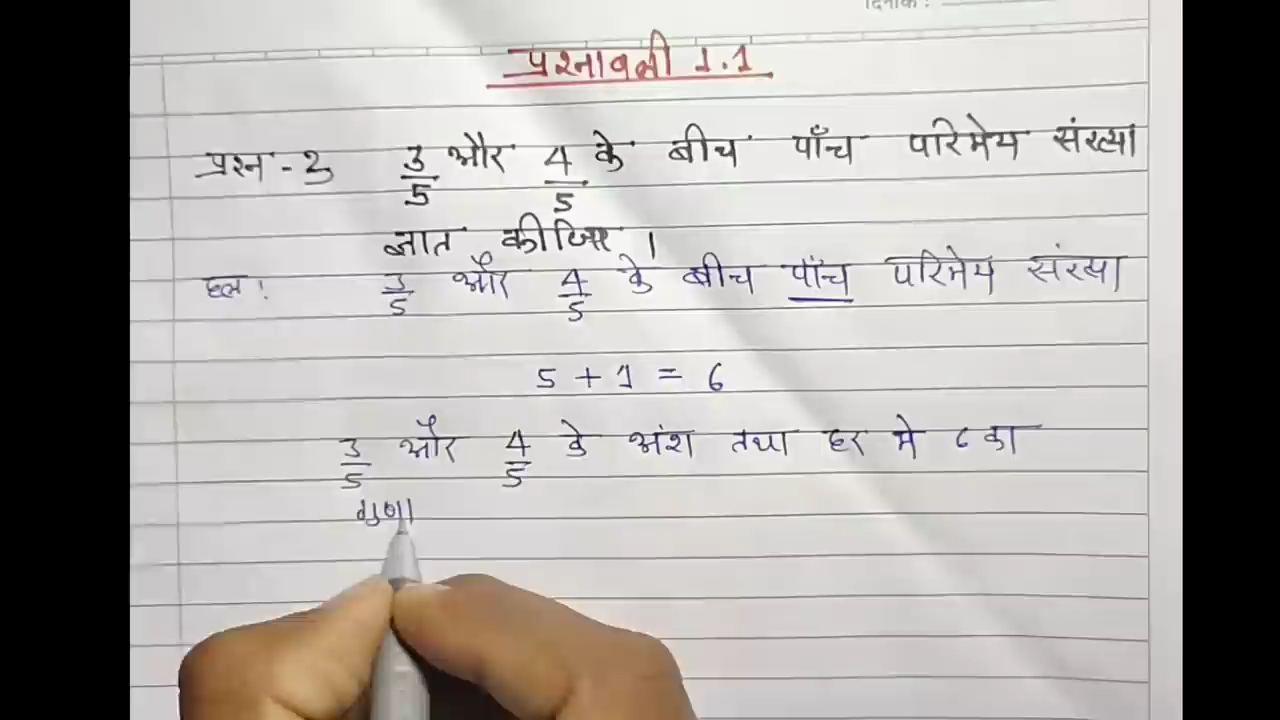 दिनांक :
प्रश्नावली 1.1
प्रश्न - 3 3/5 और 4/5 के बीच पाँच परिमेय संख्या
ज्ञात कीजिए ।
हल : 3/5 और 4/5 के बीच पाँच परिमेय संख्या
5 + 1 = 6
3/5 और 4/5 के अंश तथा हर मे 6 का
गुणा